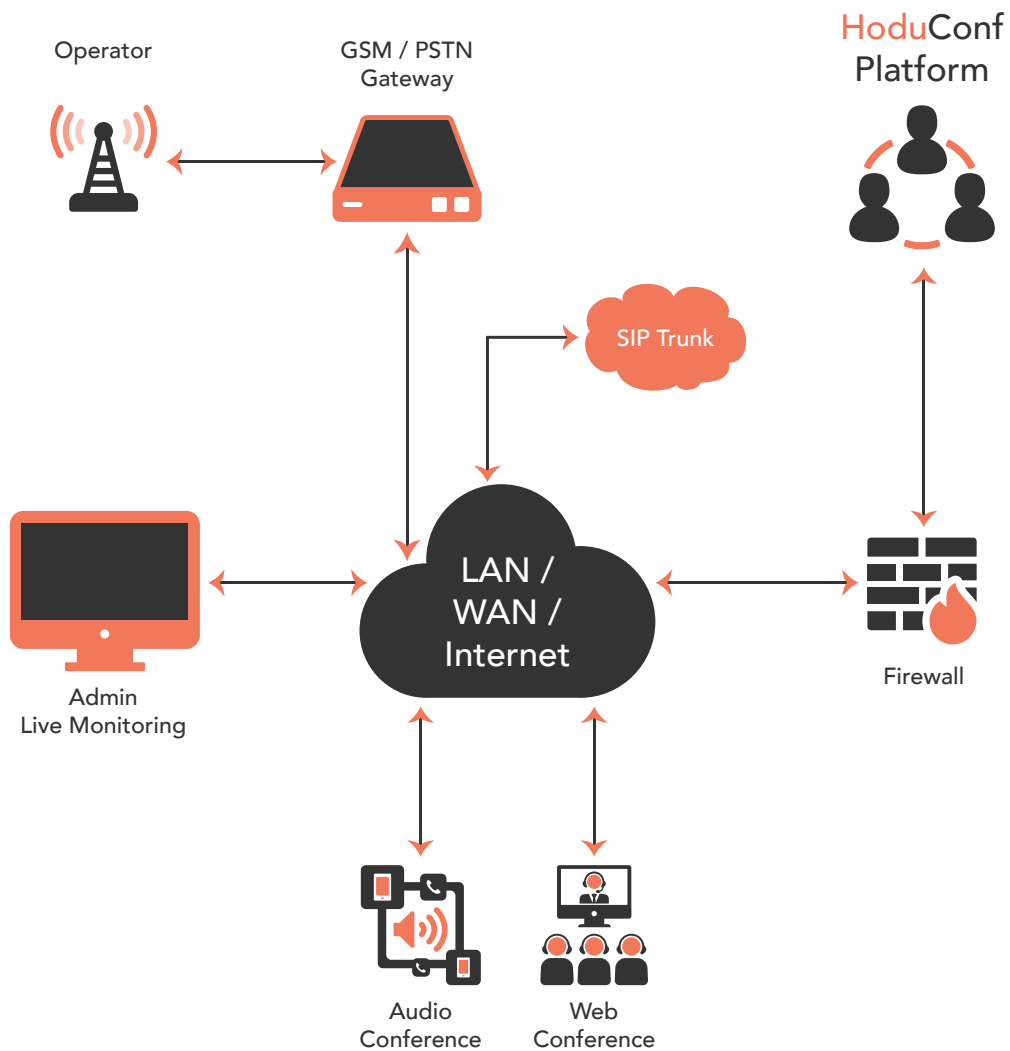 Operator
GSM / PSTN
Gateway
HoduConf
Platform
SIP Trunk
LAN /
WAN /
Internet
Admin
Live Monitoring
Firewall
Audio
Conference
Web
Conference